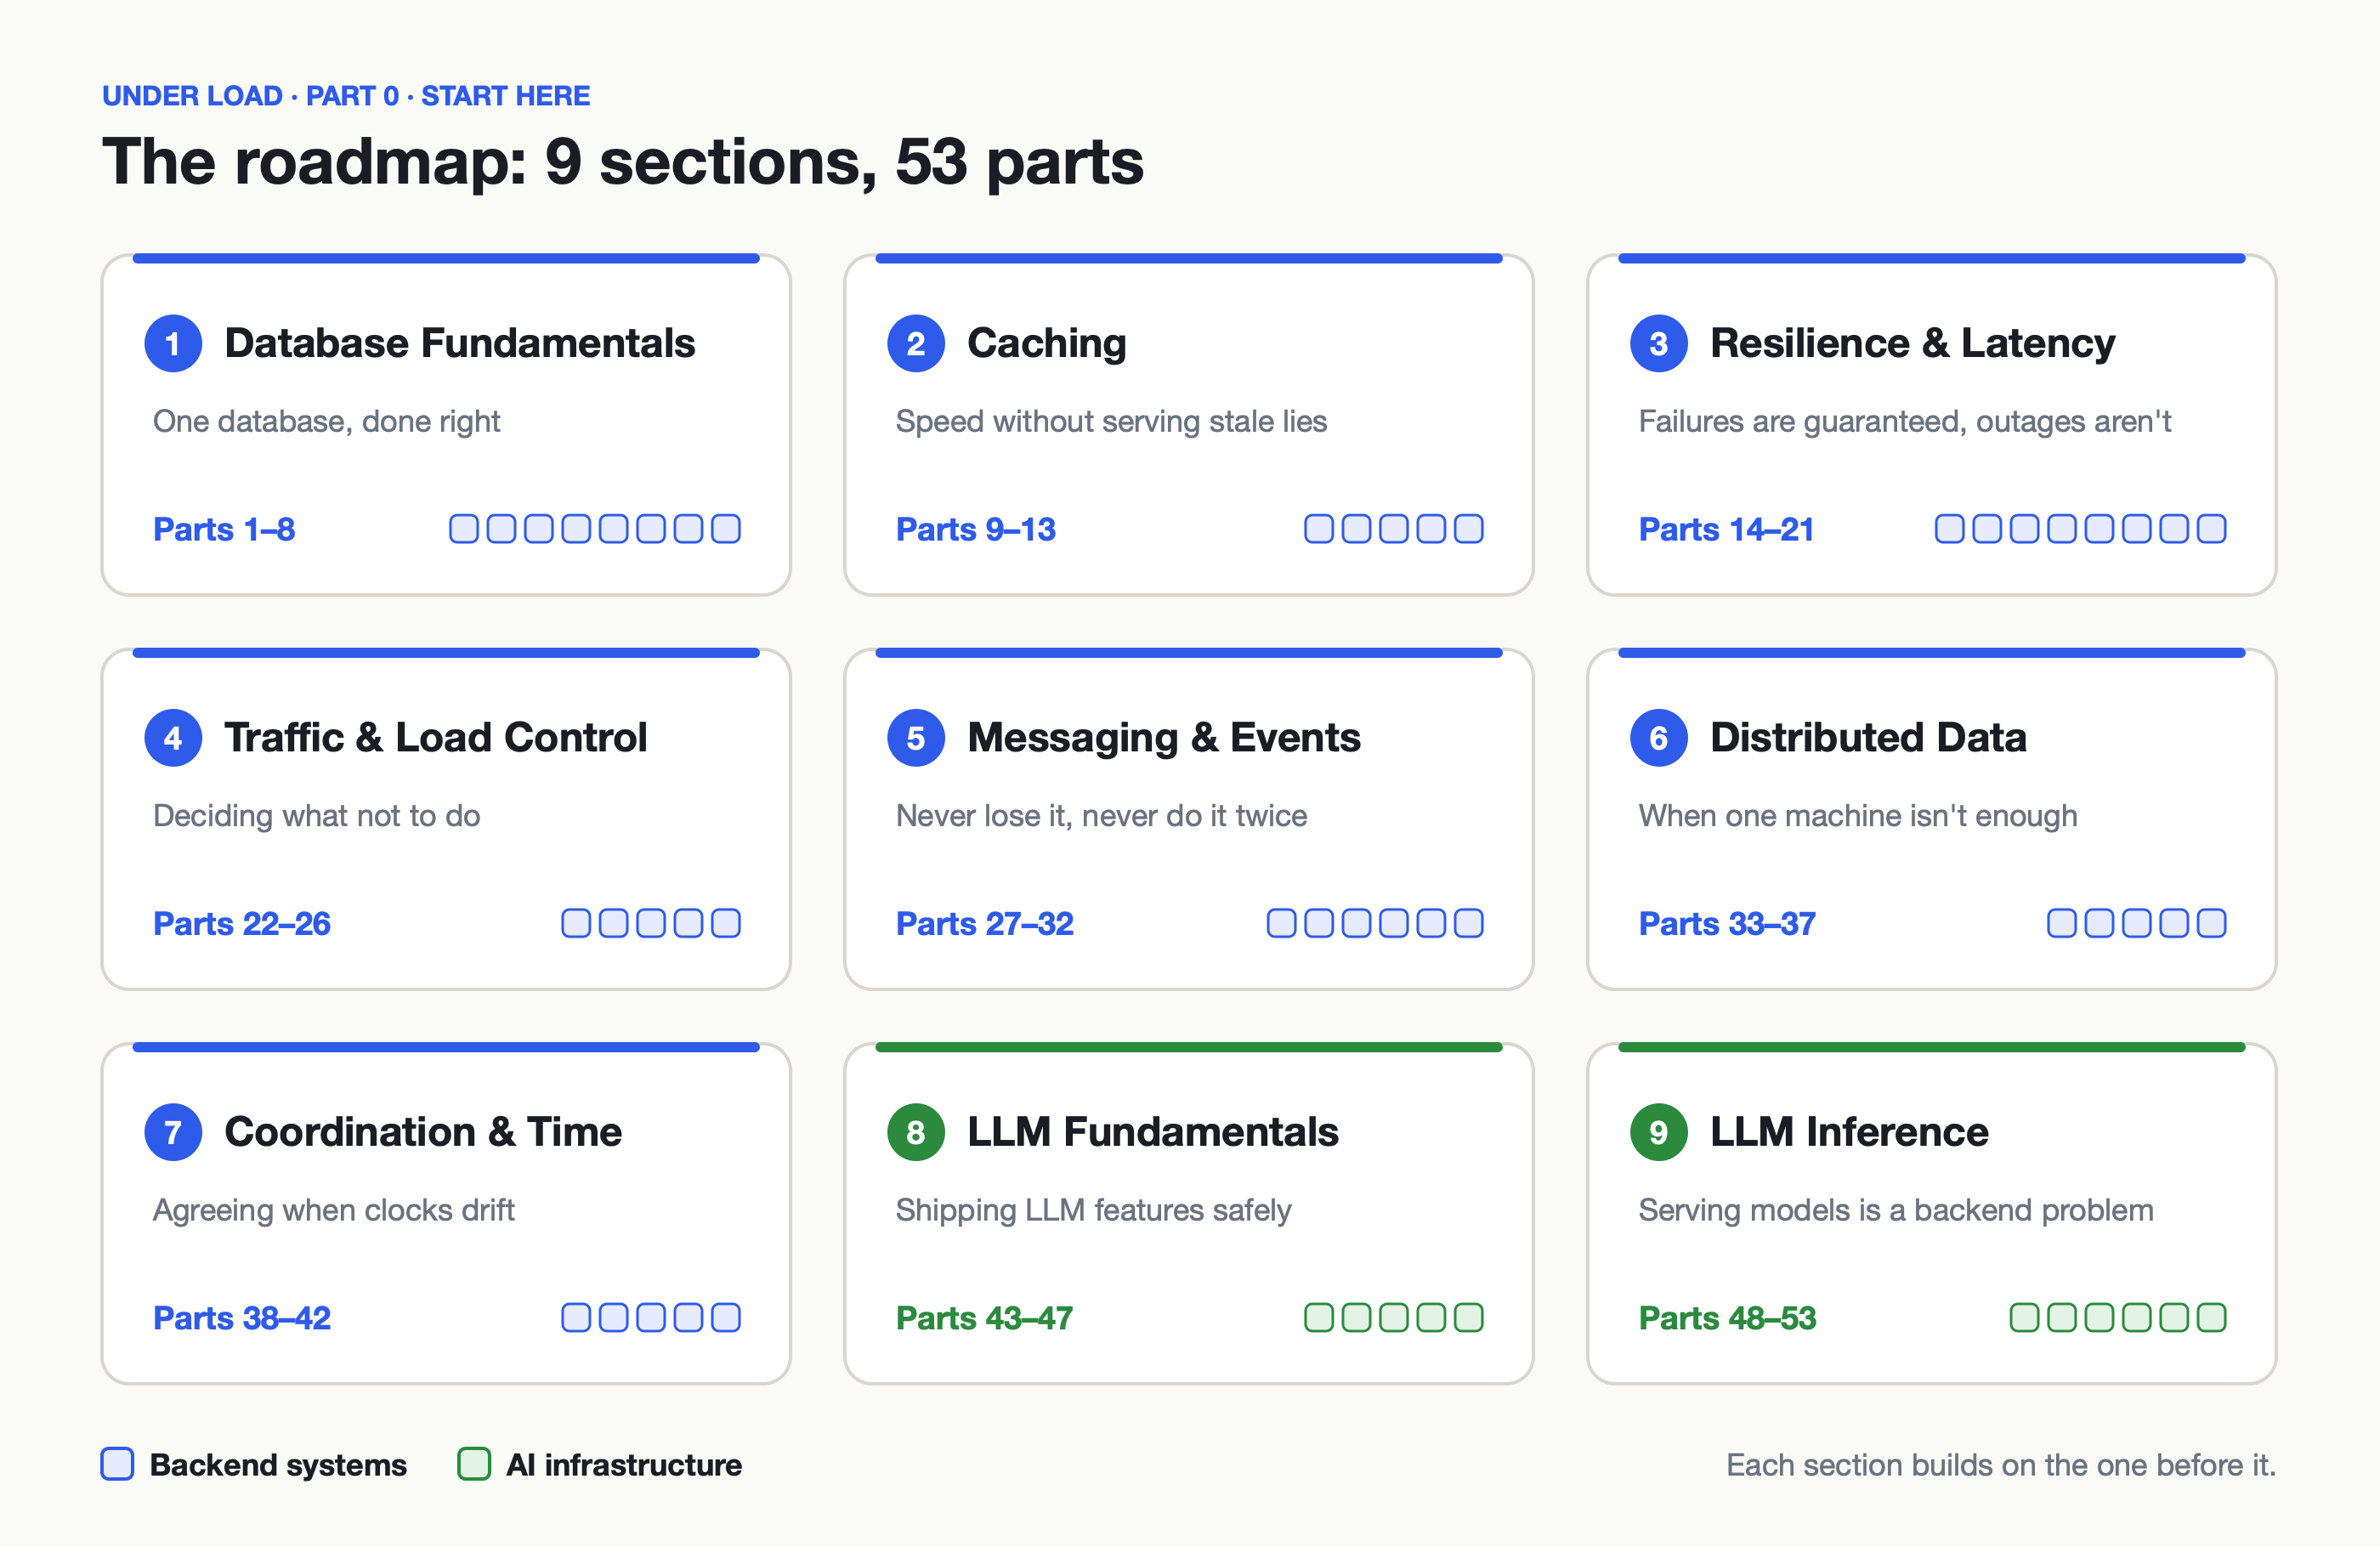 UNDER LOAD · PART 0 · START HERE
The roadmap: 9 sections, 53 parts
1 Database Fundamentals
One database, done right
Parts 1–8
2 Caching
Speed without serving stale lies
Parts 9–13
3 Resilience & Latency
Failures are guaranteed, outages aren't
Parts 14–21
4 Traffic & Load Control
Deciding what not to do
Parts 22–26
5 Messaging & Events
Never lose it, never do it twice
Parts 27–32
6 Distributed Data
When one machine isn't enough
Parts 33–37
7 Coordination & Time
Agreeing when clocks drift
Parts 38–42
8 LLM Fundamentals
Shipping LLM features safely
Parts 43–47
9 LLM Inference
Serving models is a backend problem
Parts 48–53
Backend systems
AI infrastructure
Each section builds on the one before it.